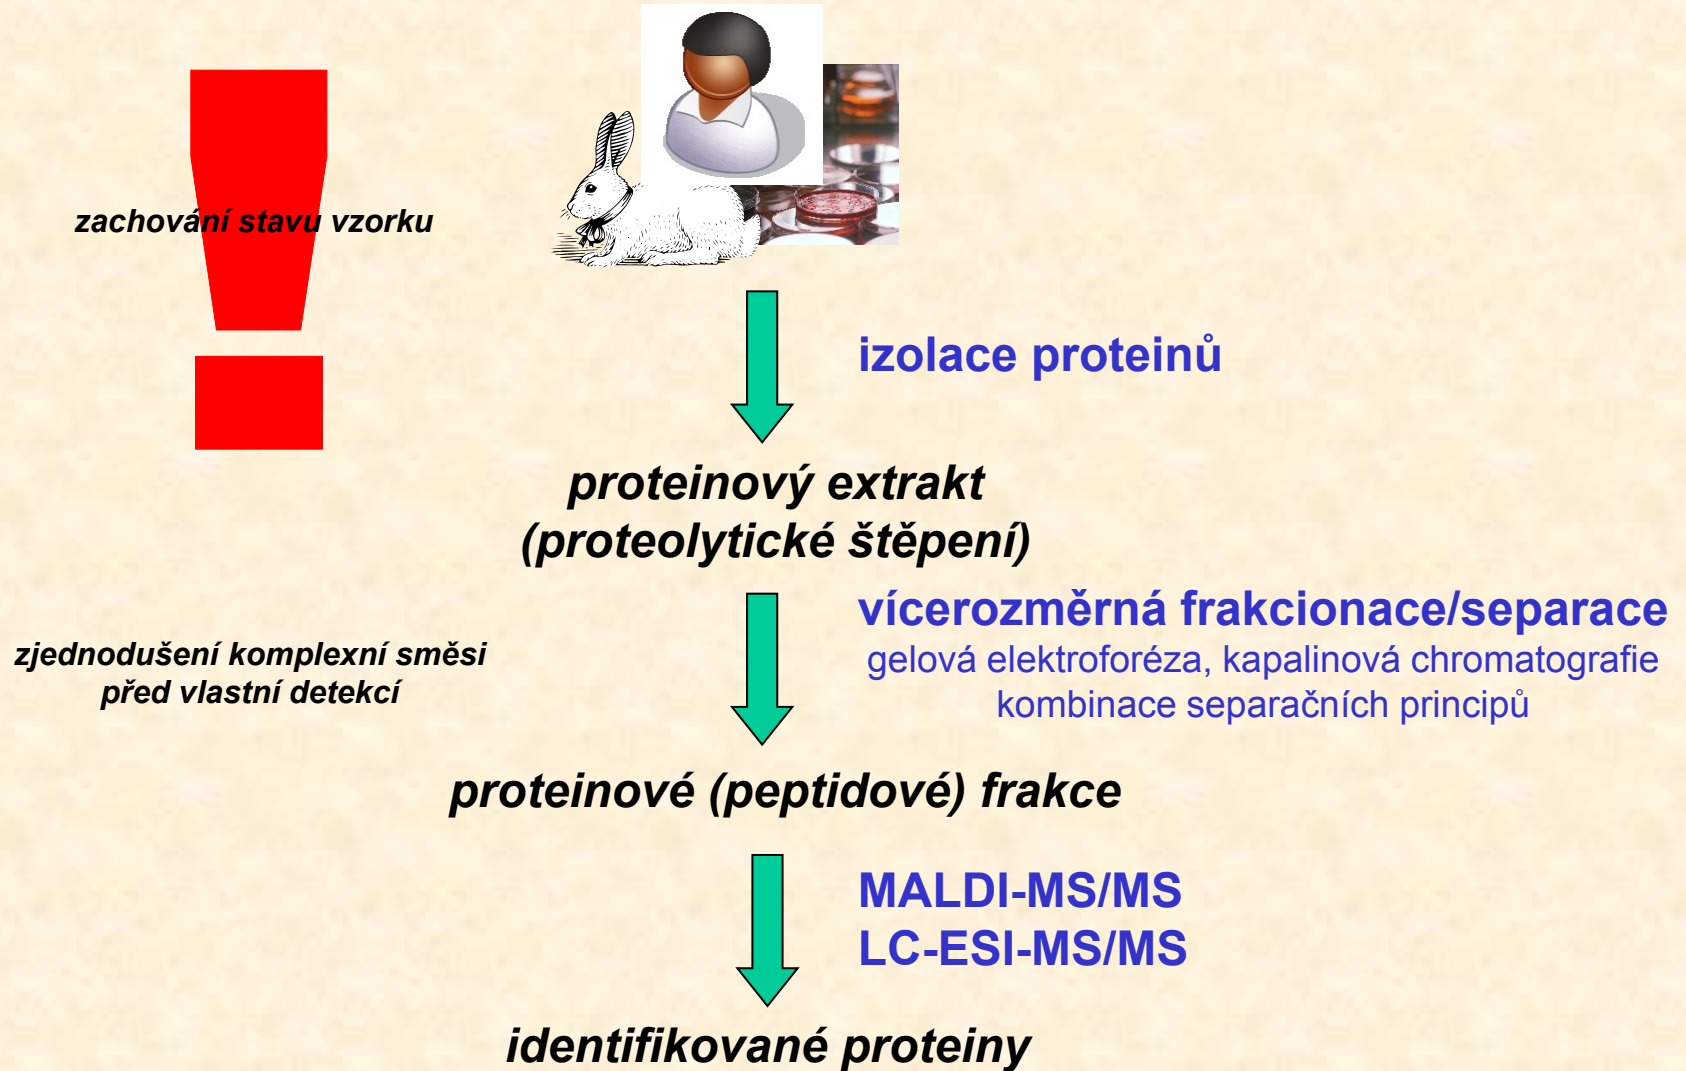 zachování stavu vzorku
izolace proteinů
proteinový extrakt
(proteolytické štěpení)
vícerozměrná frakcionace/separace
gelová elektroforéza, kapalinová chromatografie
kombinace separačních principů
zjednodušení komplexní směsi
před vlastní detekcí
proteinové (peptidové) frakce
MALDI-MS/MS
LC-ESI-MS/MS
identifikované proteiny